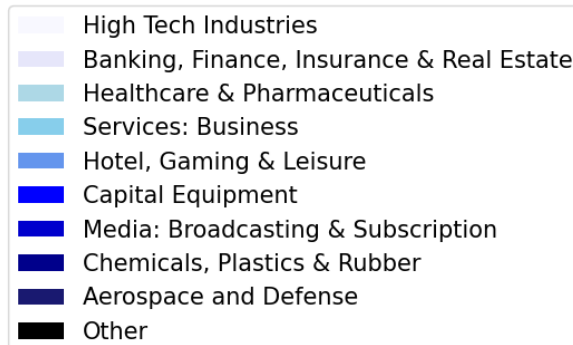 High Tech Industries
Banking, Finance, Insurance & Real Estate
Healthcare & Pharmaceuticals
Services: Business
Hotel, Gaming & Leisure
Capital Equipment
Media: Broadcasting & Subscription
Chemicals, Plastics & Rubber
Aerospace and Defense
Other